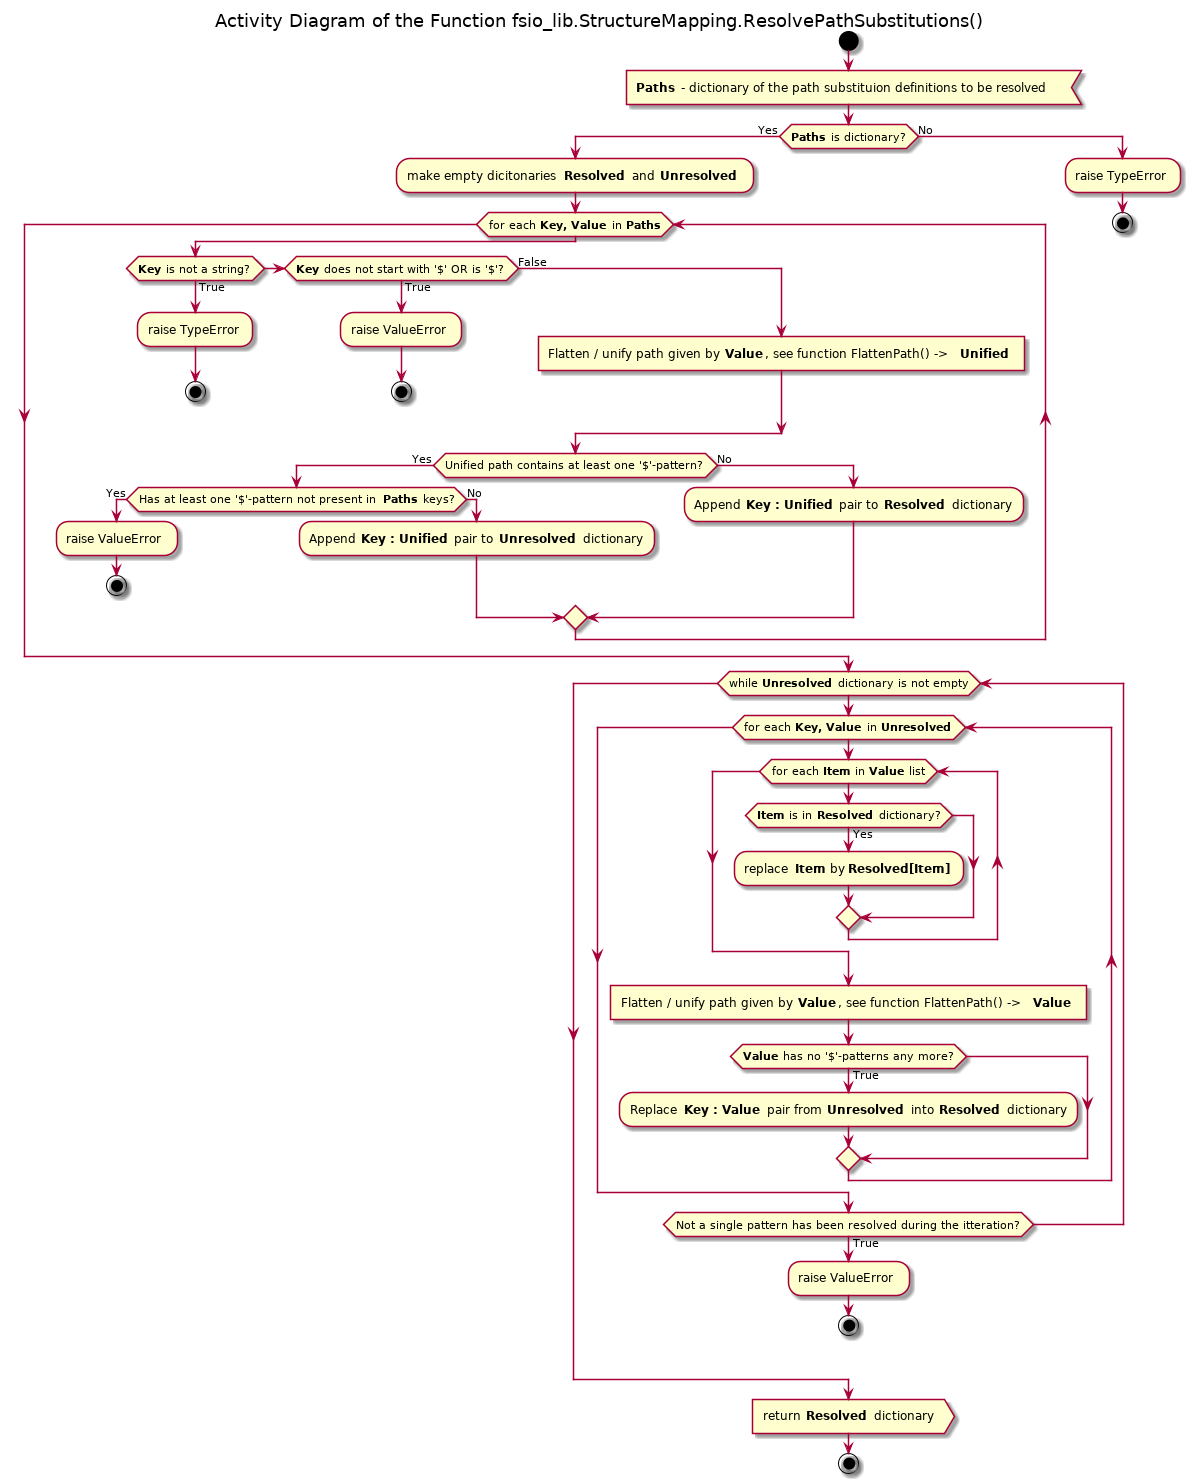 Activity Diagram of the Function fsio_lib.StructureMapping.ResolvePathSubstitutions()
Paths - dictionary of the path substituion definitions to be resolved
Yes
Paths is dictionary?
No
make empty dicitonaries Resolved and Unresolved
raise TypeError
for each Key, Value in Paths
Key is not a string?
Key does not start with '$' OR is '$'?
False
True
True
raise TypeError
raise ValueError
Flatten / unify path given by Value, see function FlattenPath() -> Unified
Yes
Unified path contains at least one '$'-pattern?
No
Yes
Has at least one '$'-pattern not present in Paths keys?
No
Append Key : Unified pair to Resolved dictionary
raise ValueError
Append Key : Unified pair to Unresolved dictionary
while Unresolved dictionary is not empty
for each Key, Value in Unresolved
for each Item in Value list
Item is in Resolved dictionary?
Yes
replace Item by Resolved[Item]
Flatten / unify path given by Value, see function FlattenPath() -> Value
Value has no '$'-patterns any more?
True
Replace Key : Value pair from Unresolved into Resolved dictionary
Not a single pattern has been resolved during the itteration?
True
raise ValueError
return Resolved dictionary